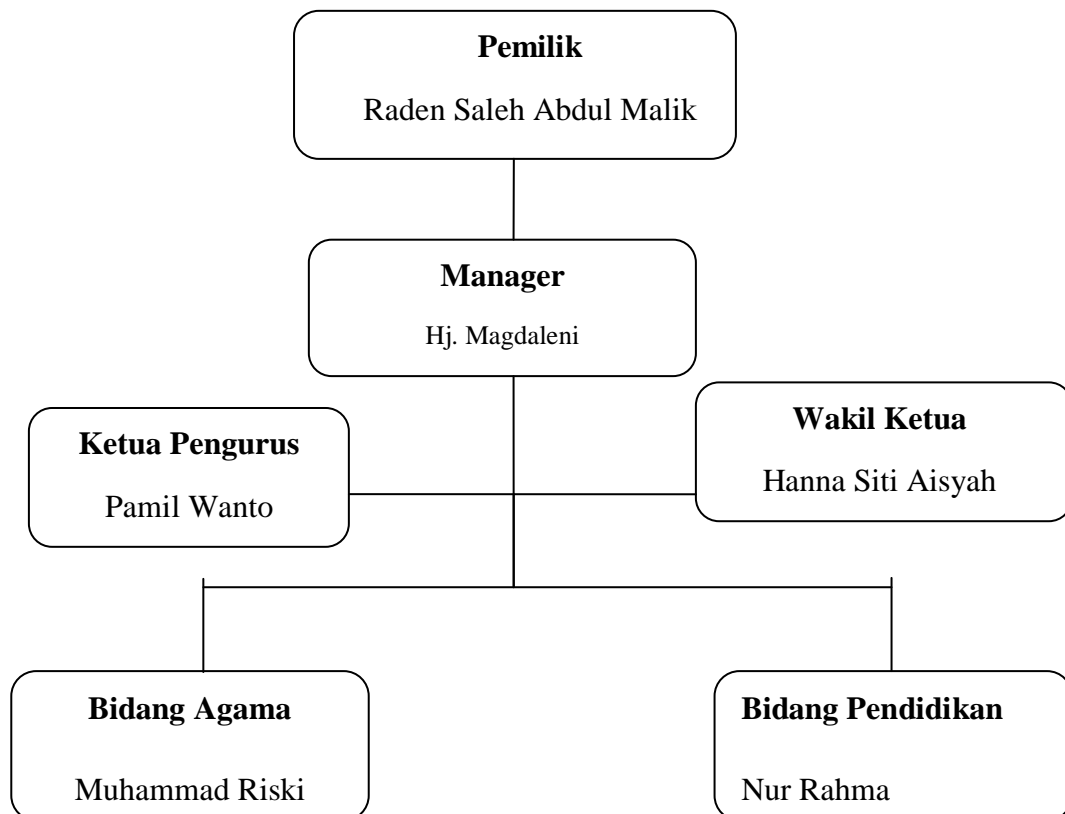 Pemilik
Raden Saleh Abdul Malik
Manager
Hj. Magdaleni
Ketua Pengurus
Pamil Wanto
Wakil Ketua
Hanna Siti Aisyah
Bidang Agama
Muhammad Riski
Bidang Pendidikan
Nur Rahma